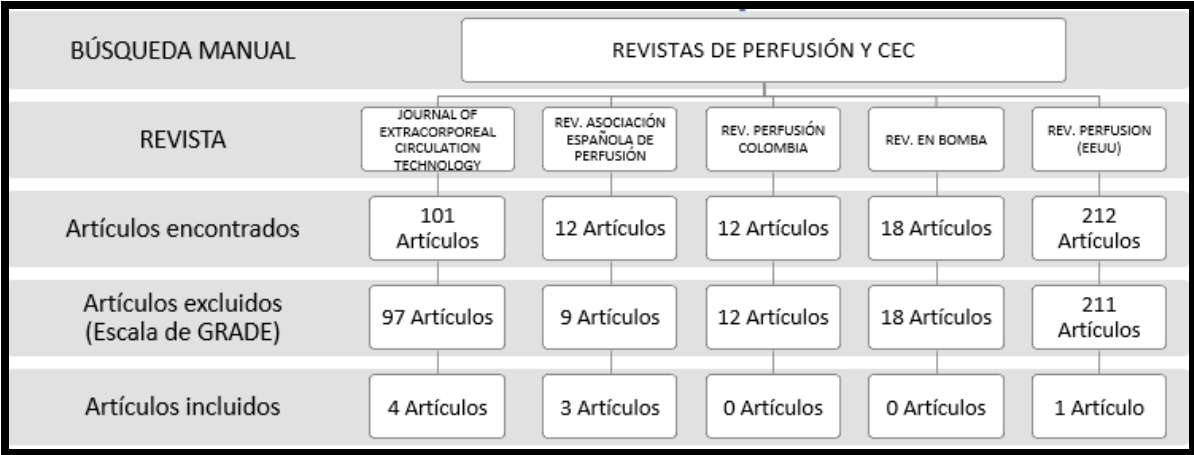 BÚSQUEDA MANUAL
REVISTAS DE PERFUSIÓN Y CEC
REVISTA
JOURNAL OF
EXTRACORPOREAL
CIRCULATION
TECHNOLOGY
REV. ASOCIACIÓN
ESPAÑOLA DE
PERFUSIÓN
REV. PERFUSIÓN
COLOMBIA
REV. EN BOMBA
REV. PERFUSION
(EEUU)
Artículos encontrados
101
Artículos
12 Artículos
12 Artículos
18 Artículos
212
Artículos
Artículos excluidos
(Escala de GRADE)
97 Artículos
9 Artículos
12 Artículos
18 Artículos
211
Artículos
Artículos incluidos
4 Artículos
3 Artículos
0 Artículos
0 Artículos
1 Artículo